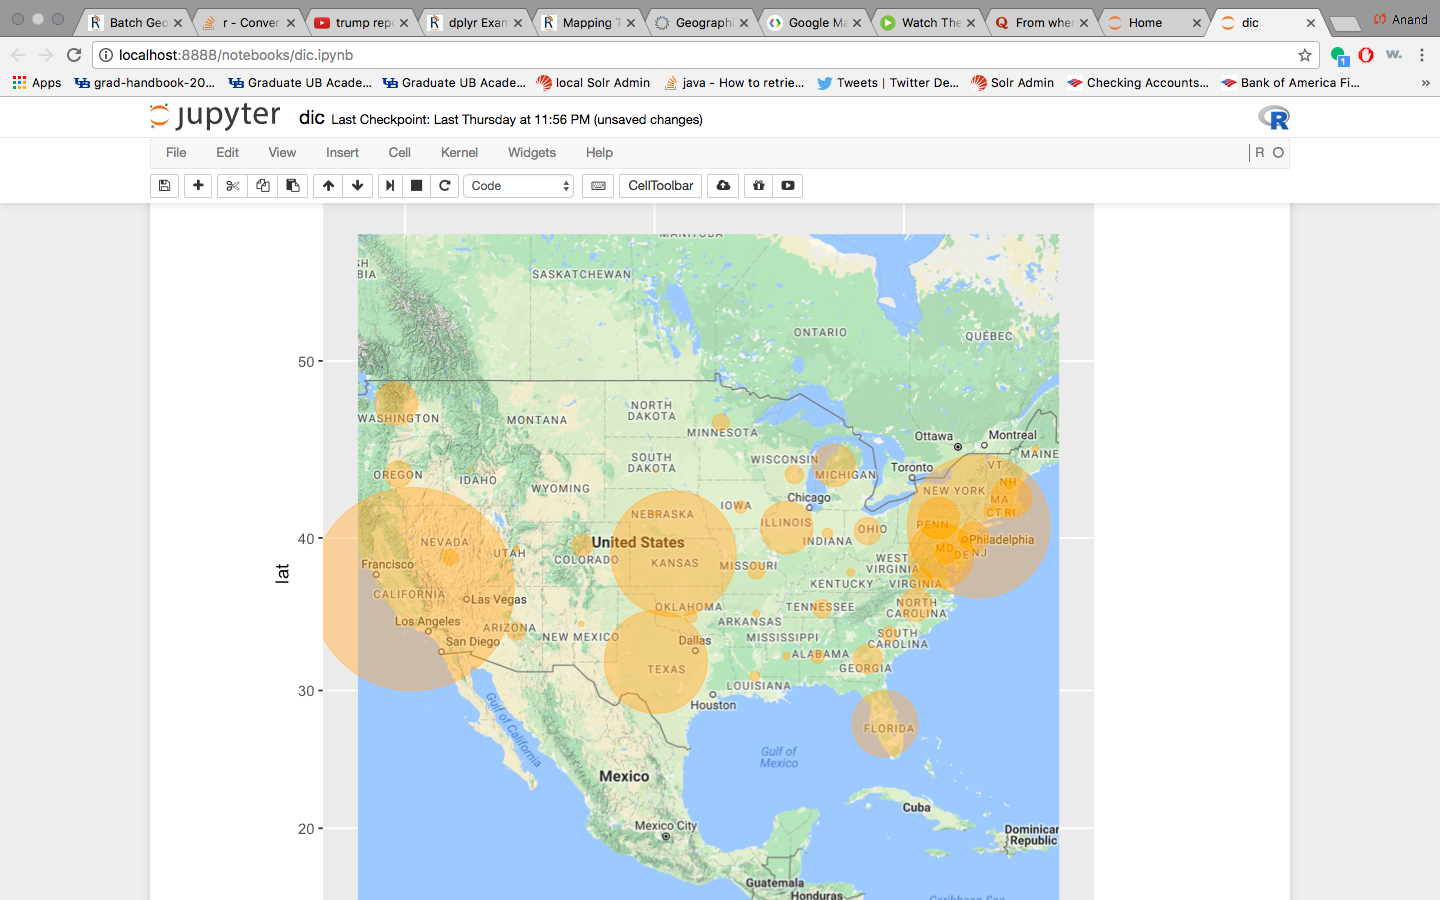 Batch Geo
r - Conver
trump repo
dplyr Exam
Mapping T
Geographi
Google Ma
Watch The
From wher
Home
dic
Anand
localhost:8888/notebooks/dic.ipynb
Apps
grad-handbook-20...
Graduate UB Acade...
Graduate UB Acade...
local Solr Admin
java - How to retrie...
Tweets | Twitter De...
Solr Admin
Checking Accounts...
Bank of America Fi...
»
jupyter dic Last Checkpoint: Last Thursday at 11:56 PM (unsaved changes)
R
File Edit View Insert Cell Kernel Widgets Help
R
Code
CellToolbar
MANITOBA
SASKATCHEWAN
ONTARIO
QUÉBEC
50
NORTH
DAKOTA
WASHINGTON
MONTANA
MINNESOTA
Ottawa
Montreal
MAINE
SOUTH
DAKOTA
WISCONSIN
MICHIGAN
Toronto
VT
OREGON
IDAHO
WYOMING
NEW YORK
NH
MA
CT RI
Chicago
IOWA
NEBRASKA
ILLINOIS
OHIO
PENN
40
NEVADA
UTAH
United States
INDIANA
Philadelphia
MD
DE
NJ
COLORADO
KANSAS
MISSOURI
WEST
VIRGINIA
Francisco
KENTUCKY
VIRGINIA
lat
CALIFORNIA
Las Vegas
OKLAHOMA
TENNESSEE
NORTH
CAROLINA
Los Angeles
ARIZONA
NEW MEXICO
ARKANSAS
San Diego
Dallas
MISSISSIPPI
SOUTH
CAROLINA
TEXAS
ALABAMA
GEORGIA
30
LOUISIANA
Houston
Gulf of California
FLORIDA
Gulf of
Mexico
Mexico
Cuba
20
Mexico City
Dominican
Republic
Guatemala
Honduras
Caribbean Sea